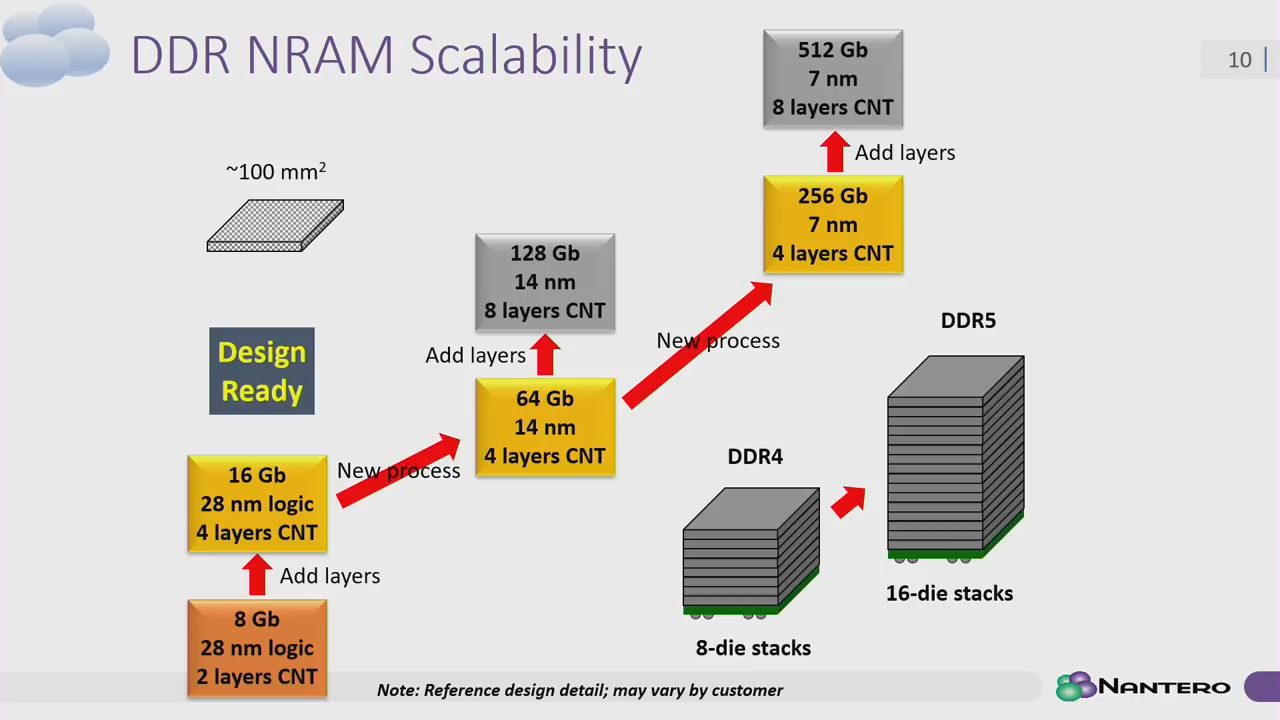 DDR NRAM Scalability
10
512 Gb
7 nm
8 layers CNT
Add layers
~100 mm²
256 Gb
7 nm
4 layers CNT
128 Gb
14 nm
8 layers CNT
New process
DDR5
Design
Ready
Add layers
64 Gb
14 nm
4 layers CNT
DDR4
16 Gb
28 nm logic
4 layers CNT
New process
Add layers
16-die stacks
8 Gb
28 nm logic
2 layers CNT
8-die stacks
Note: Reference design detail; may vary by customer
NANTERO